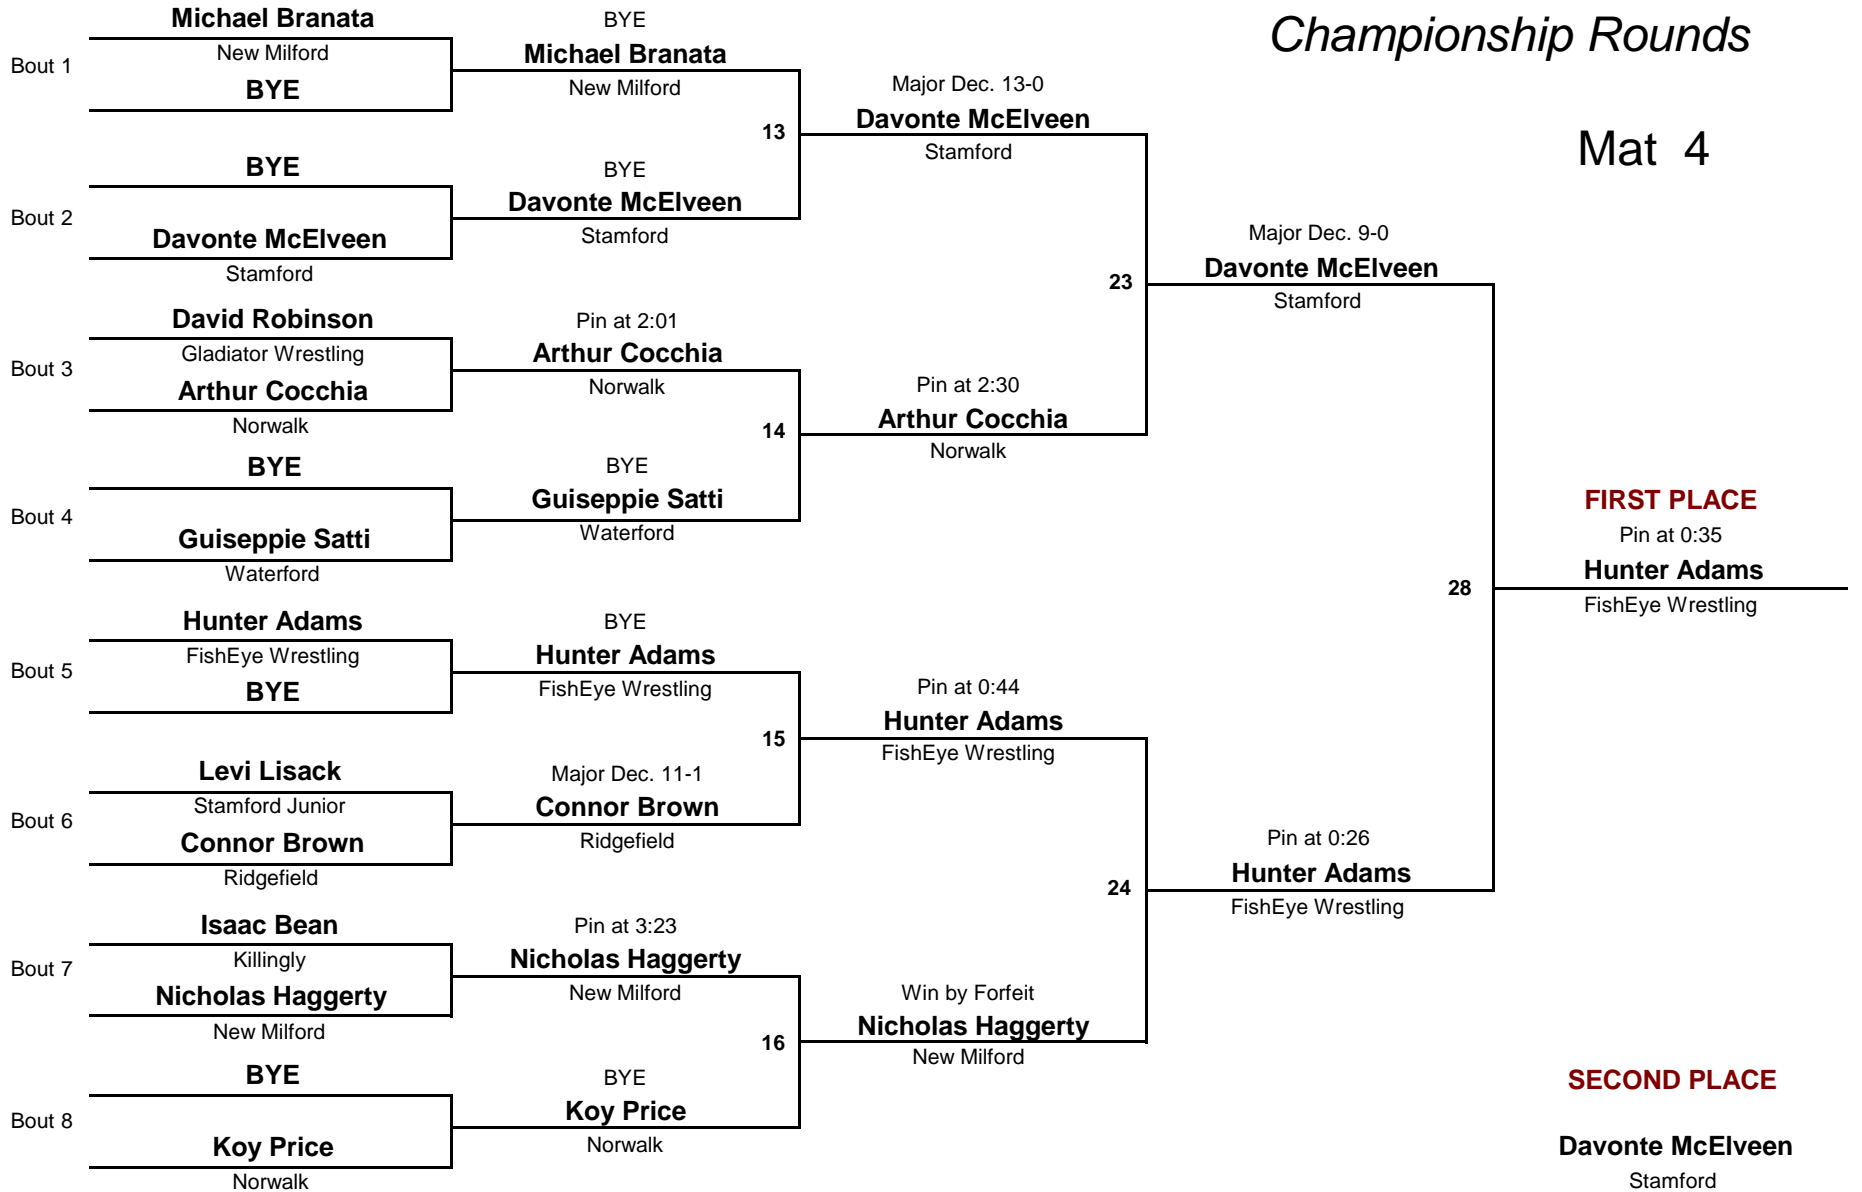 Championship Rounds
Mat 4
Bout 1
Michael Branata
New Milford
BYE
Bout 2
BYE
Davonte McElveen
Stamford
Bout 3
David Robinson
Gladiator Wrestling
Arthur Cocchia
Norwalk
Bout 4
BYE
Guiseppie Satti
Waterford
Bout 5
Hunter Adams
FishEye Wrestling
BYE
Bout 6
Levi Lisack
Stamford Junior
Connor Brown
Ridgefield
Bout 7
Isaac Bean
Killingly
Nicholas Haggerty
New Milford
Bout 8
BYE
Koy Price
Norwalk
BYE
Michael Branata
New Milford
13
BYE
Davonte McElveen
Stamford
Pin at 2:01
Arthur Cocchia
Norwalk
14
BYE
Guiseppie Satti
Waterford
BYE
Hunter Adams
FishEye Wrestling
15
Major Dec. 11-1
Connor Brown
Ridgefield
Pin at 3:23
Nicholas Haggerty
New Milford
16
BYE
Koy Price
Norwalk
Major Dec. 13-0
Davonte McElveen
Stamford
23
Pin at 2:30
Arthur Cocchia
Norwalk
Pin at 0:44
Hunter Adams
FishEye Wrestling
24
Win by Forfeit
Nicholas Haggerty
New Milford
Major Dec. 9-0
Davonte McElveen
Stamford
28
Pin at 0:26
Hunter Adams
FishEye Wrestling
FIRST PLACE
Pin at 0:35
Hunter Adams
FishEye Wrestling
SECOND PLACE
Davonte McElveen
Stamford